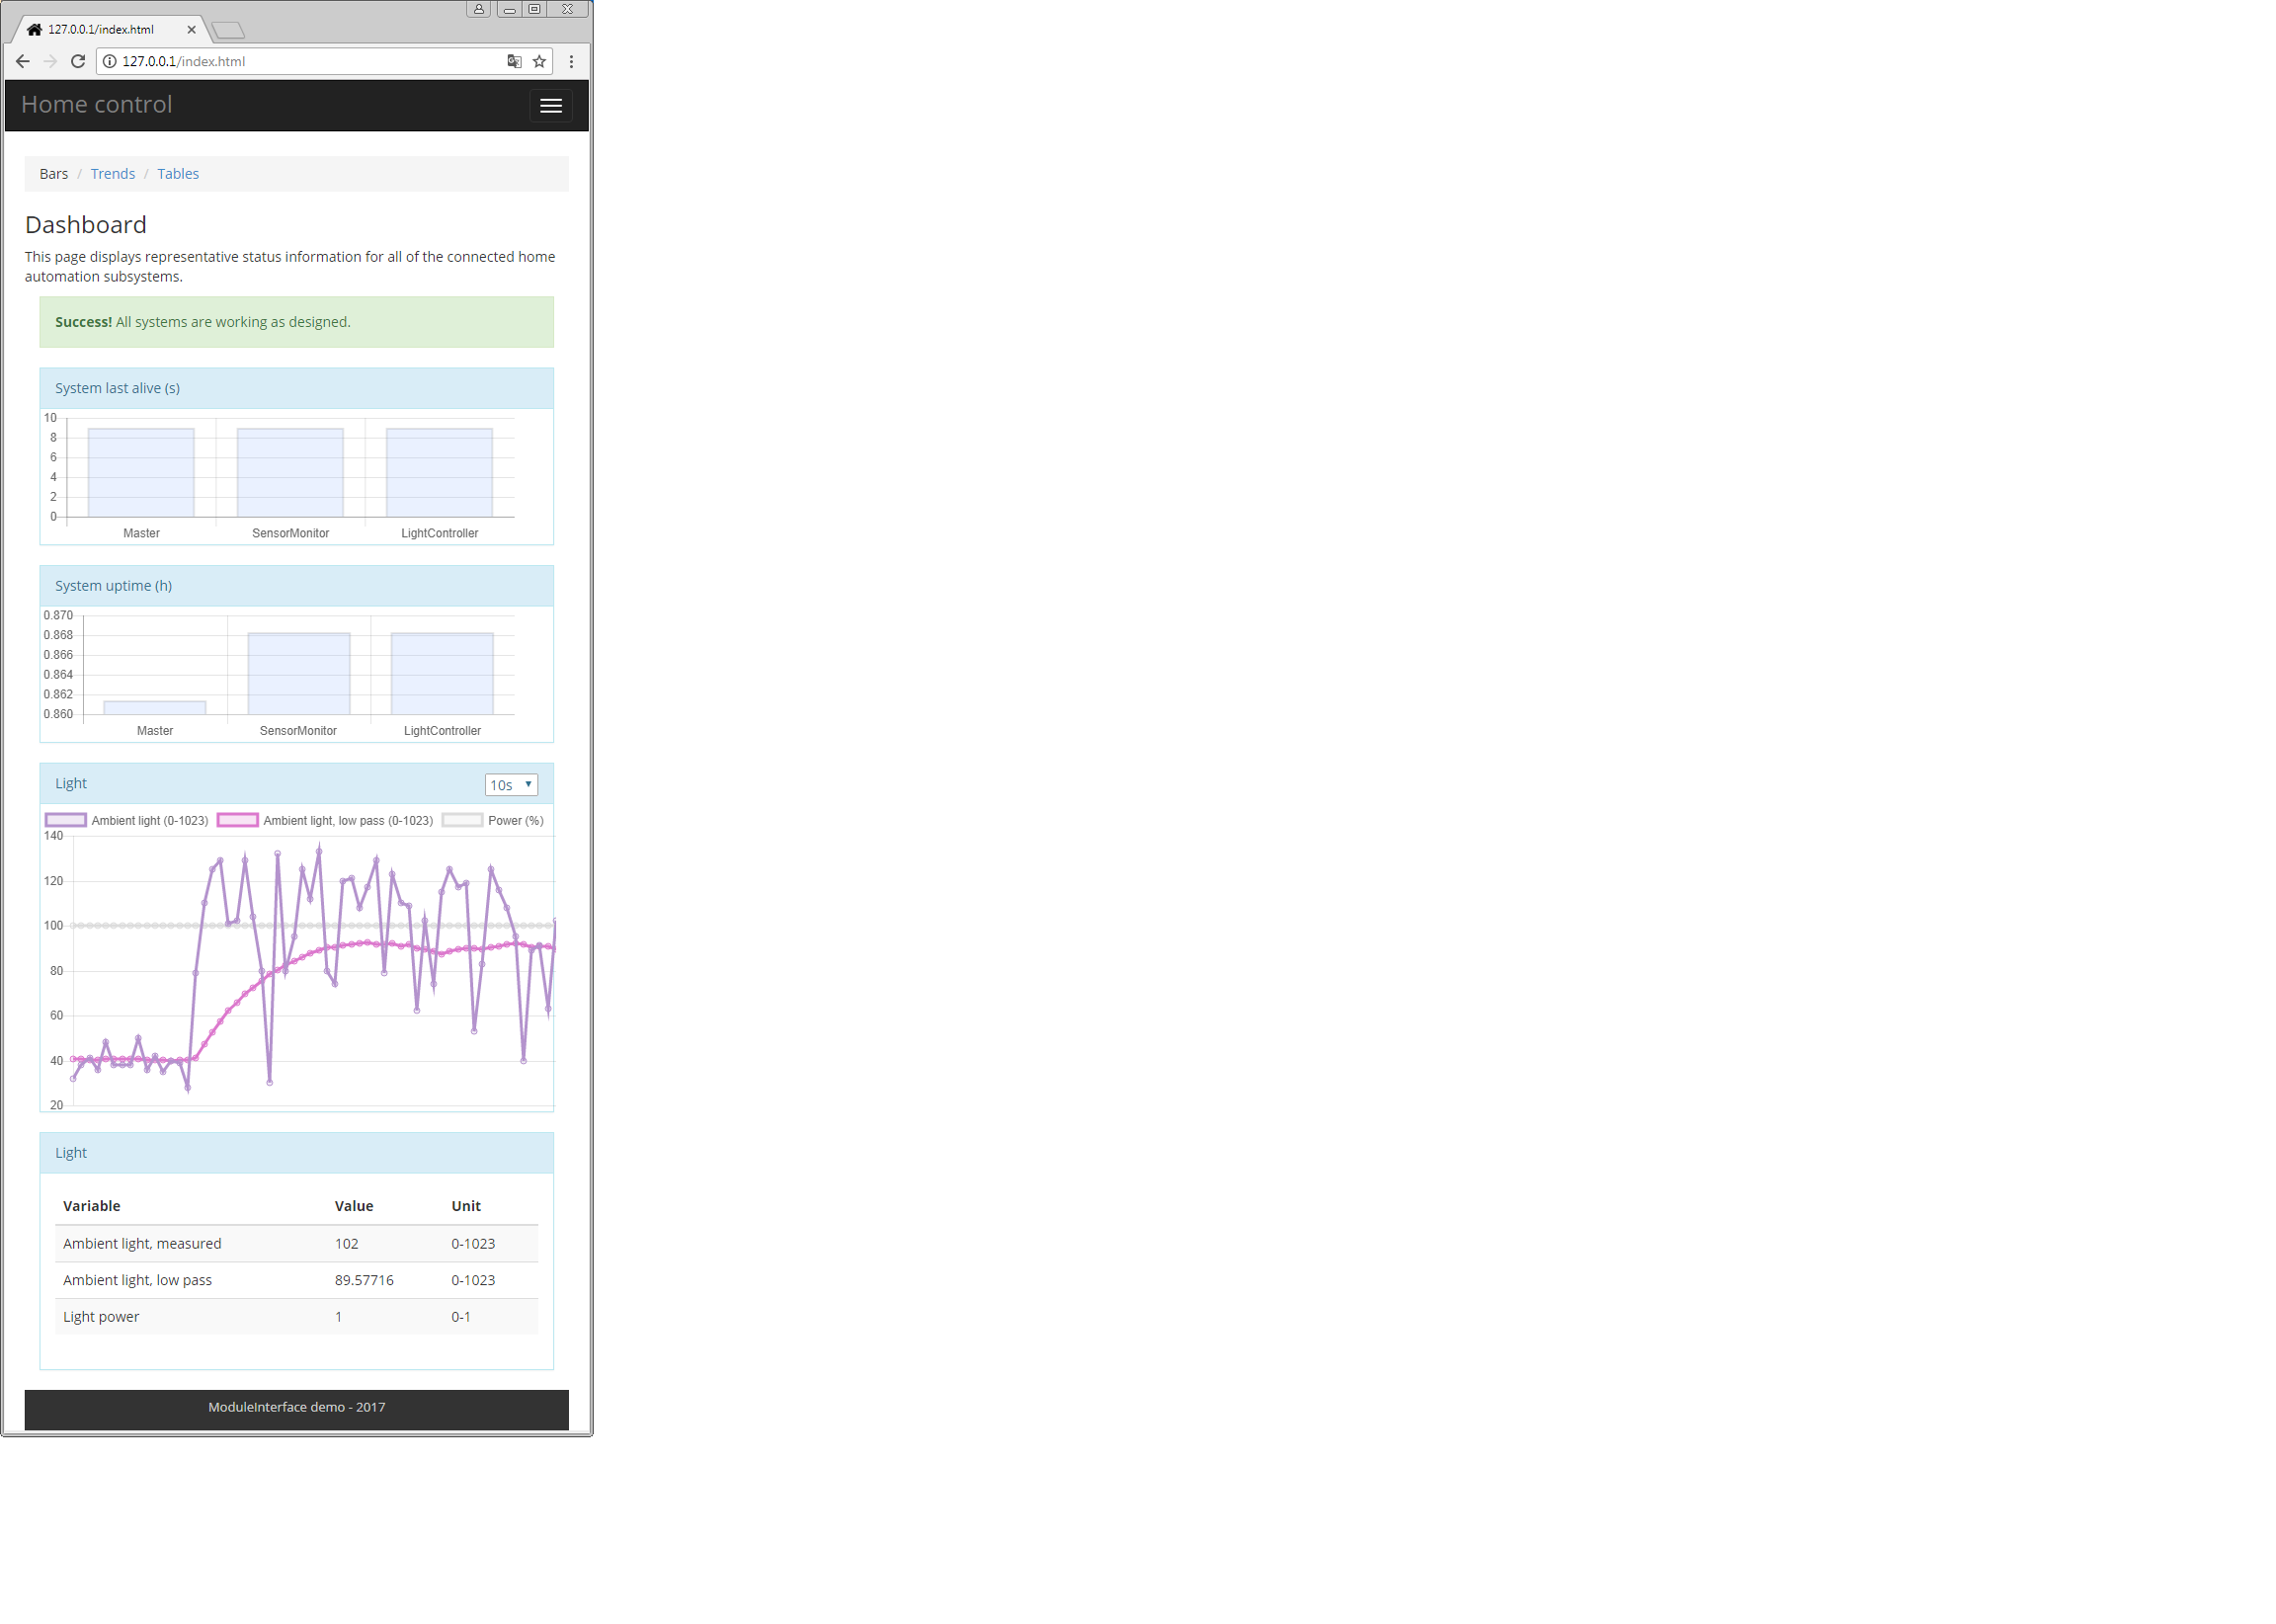 127.0.0.1/index.html
127.0.0.1/index.html
Home control
Bars / Trends / Tables
Dashboard
This page displays representative status information for all of the connected home
automation subsystems.
Success! All systems are working as designed.
System last alive (s)
10
8
6
4
2
0
Master SensorMonitor LightController
System uptime (h)
0.870
0.868
0.866
0.864
0.862
0.860
Master SensorMonitor LightController
Light 10s
Ambient light (0-1023) Ambient light, low pass (0-1023) Power (%)
140
120
100
80
60
40
20
Light
Variable Value Unit
Ambient light, measured 102 0-1023
Ambient light, low pass 89.57716 0-1023
Light power 1 0-1
ModuleInterface demo - 2017